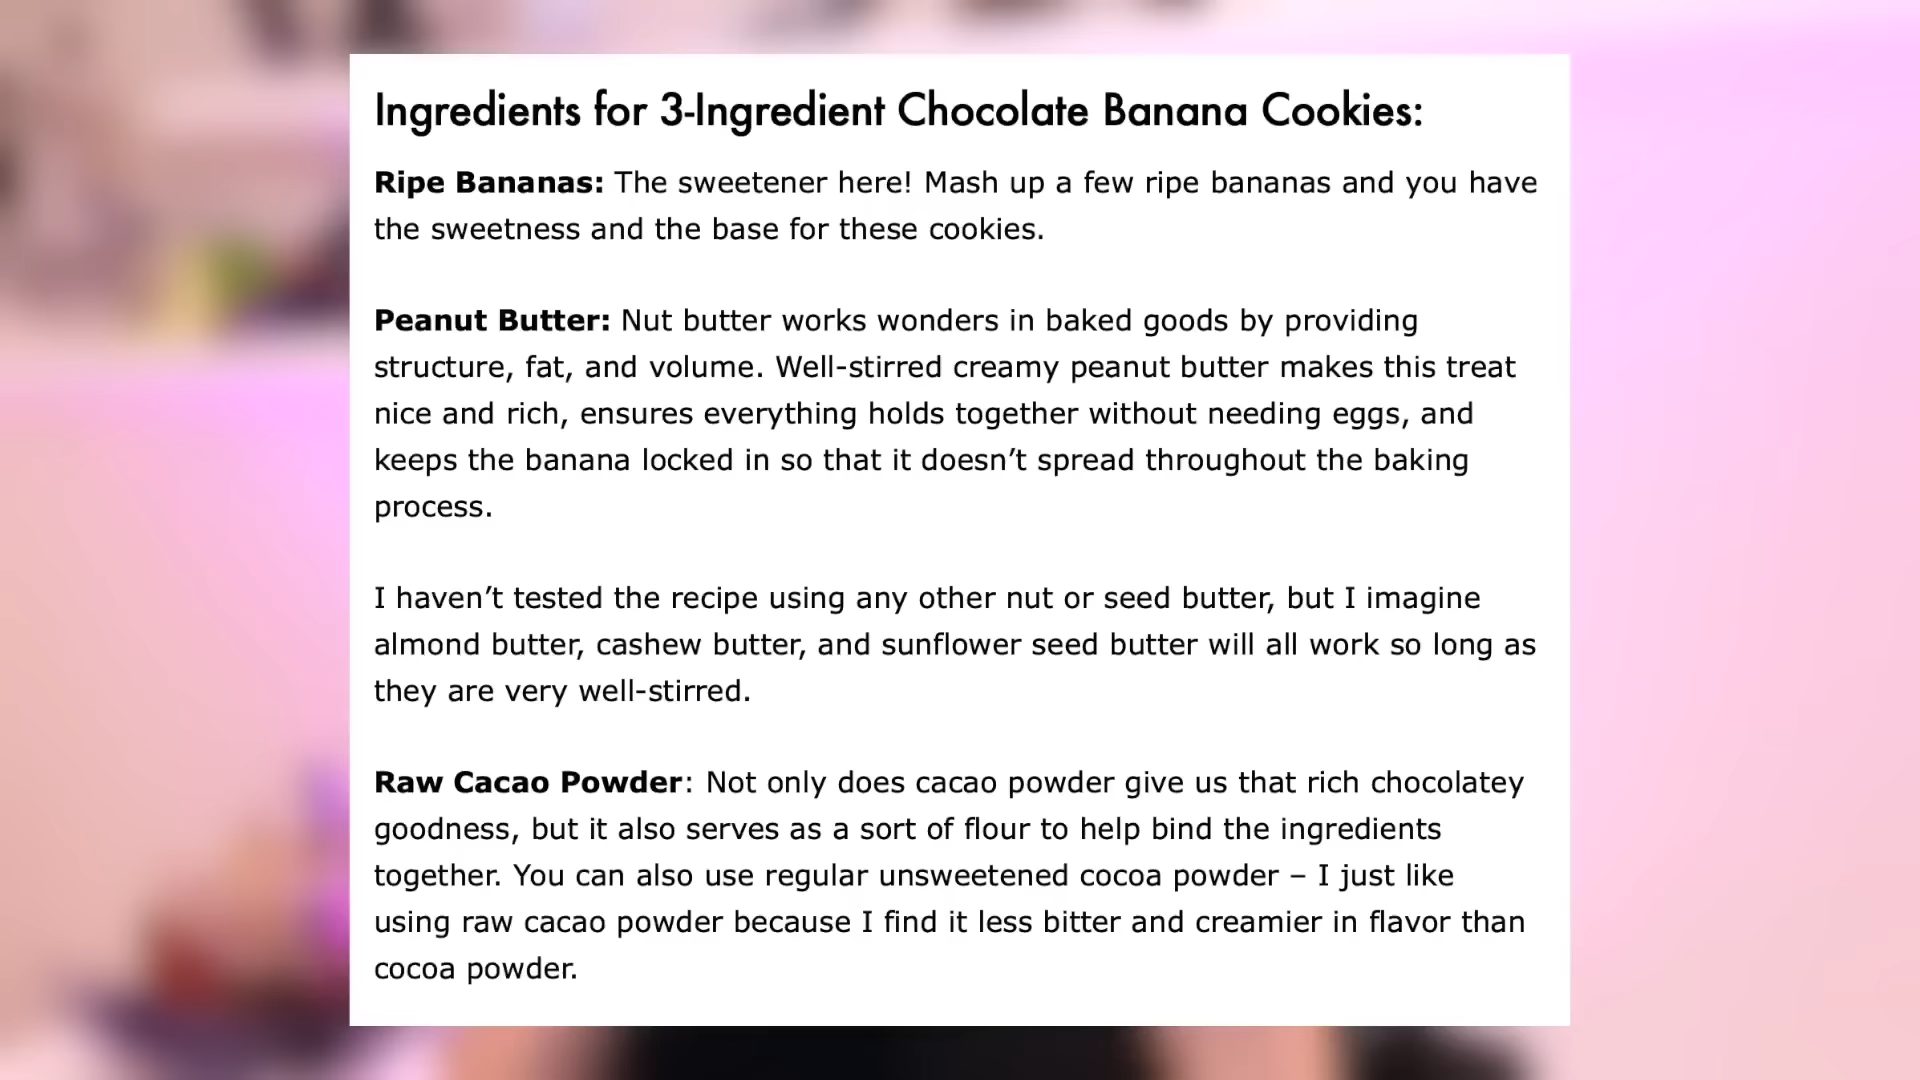 Ingredients for 3-Ingredient Chocolate Banana Cookies:
Ripe Bananas: The sweetener here! Mash up a few ripe bananas and you have
the sweetness and the base for these cookies.
Peanut Butter: Nut butter works wonders in baked goods by providing
structure, fat, and volume. Well-stirred creamy peanut butter makes this treat
nice and rich, ensures everything holds together without needing eggs, and
keeps the banana locked in so that it doesn’t spread throughout the baking
process.
I haven’t tested the recipe using any other nut or seed butter, but I imagine
almond butter, cashew butter, and sunflower seed butter will all work so long as
they are very well-stirred.
Raw Cacao Powder: Not only does cacao powder give us that rich chocolatey
goodness, but it also serves as a sort of flour to help bind the ingredients
together. You can also use regular unsweetened cocoa powder – I just like
using raw cacao powder because I find it less bitter and creamier in flavor than
cocoa powder.